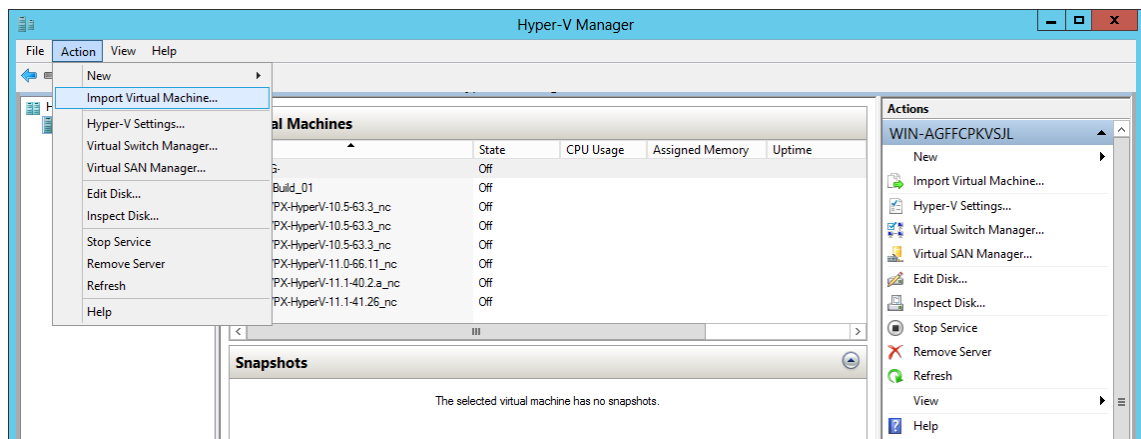 Hyper-V Manager
File Action View Help
New
Import Virtual Machine...
Hyper-V Settings...
Virtual Switch Manager...
Virtual SAN Manager...
Edit Disk...
Inspect Disk...
Stop Service
Remove Server
Refresh
Help
H
al Machines
State CPU Usage Assigned Memory Uptime
G- Off
Build_01 Off
PX-HyperV-10.5-63.3_nc Off
PX-HyperV-10.5-63.3_nc Off
PX-HyperV-10.5-63.3_nc Off
PX-HyperV-11.0-66.11_nc Off
PX-HyperV-11.1-40.2.a_nc Off
PX-HyperV-11.1-41.26_nc Off
Snapshots
The selected virtual machine has no snapshots.
Actions
WIN-AGFFCPKVSJL
New
Import Virtual Machine...
Hyper-V Settings...
Virtual Switch Manager...
Virtual SAN Manager...
Edit Disk...
Inspect Disk...
Stop Service
Remove Server
Refresh
View
Help